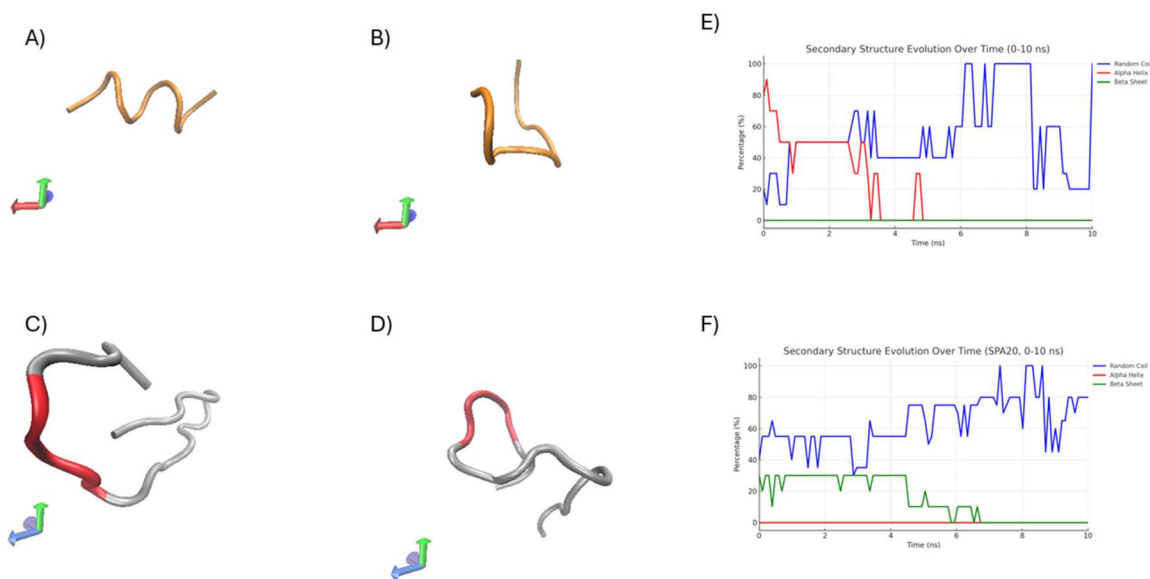 A)
B)
E)
Secondary Structure Evolution Over Time (0-10 ns)
Random Coil
Alpha Helix
Beta Sheet
100
80
60
40
20
0
Percentage (%)
0 2 4 6 8 10
Time (ns)
C)
D)
F)
Secondary Structure Evolution Over Time (SPA20, 0-10 ns)
Random Coil
Alpha Helix
Beta Sheet
100
80
60
40
20
0
Percentage (%)
0 2 4 6 8 10
Time (ns)